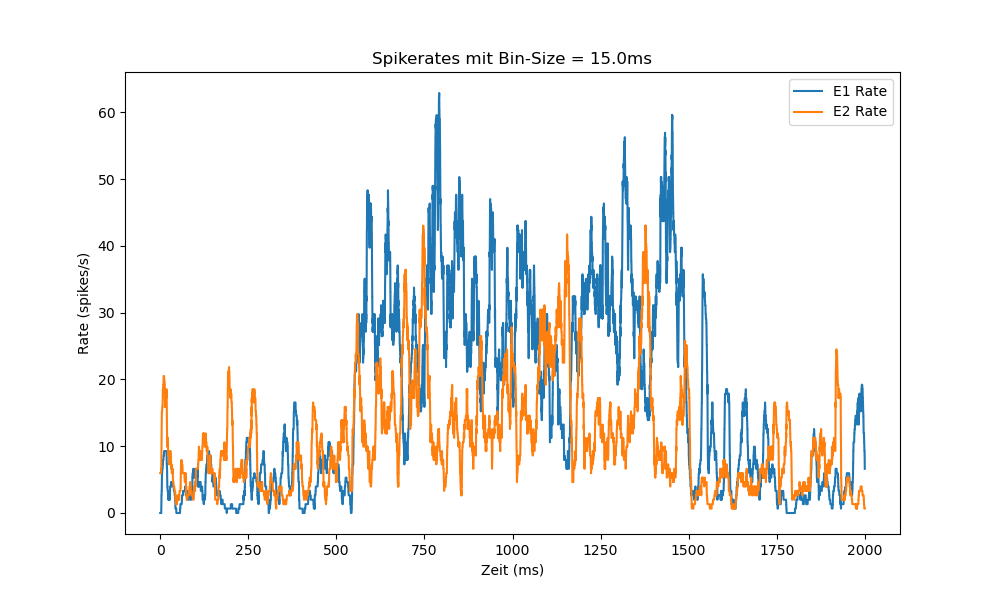 Spikerates mit Bin-Size = 15.0ms
E1 Rate
E2 Rate
Rate (spikes/s)
60
50
40
30
20
10
0
0 250 500 750 1000 1250 1500 1750 2000
Zeit (ms)